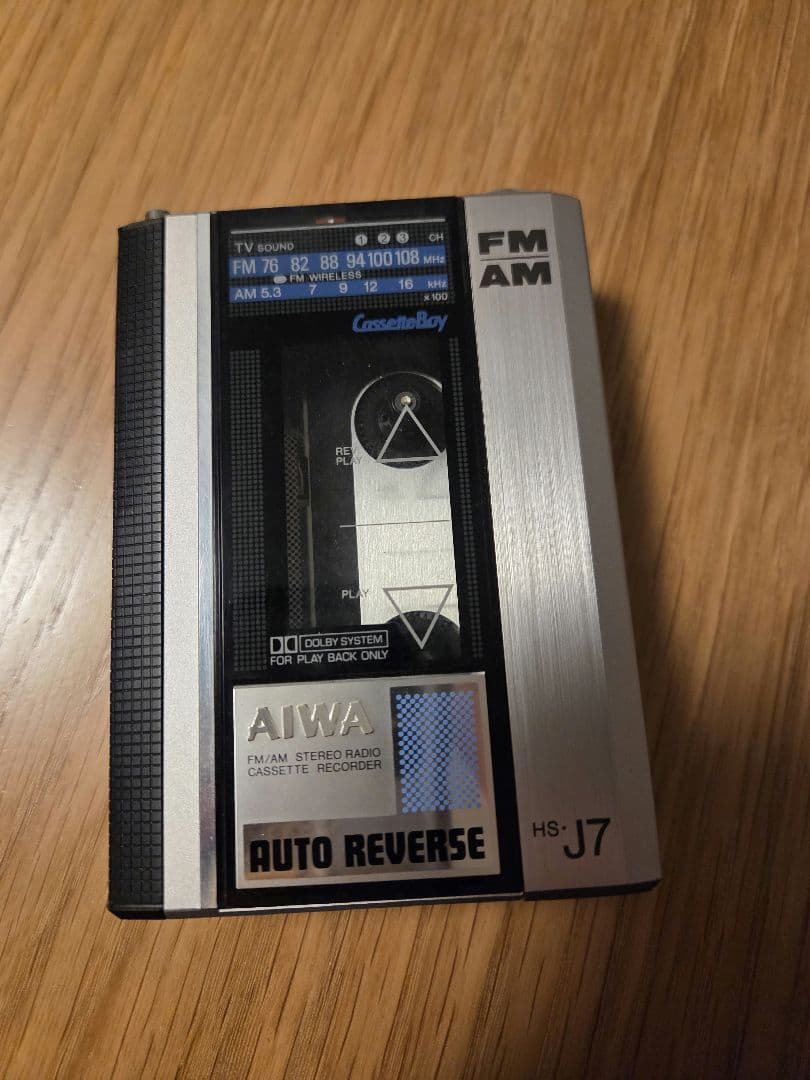 TV SOUND 1 2 3 CH
FM 76 82 88 94 100 108 MHz
FM WIRELESS
AM 5.3 7 9 12 16 kHz
x100
CassetteBoy
FM
AM
REV.
PLAY
PLAY
DOLBY SYSTEM
FOR PLAY BACK ONLY
AIWA
FM/AM STEREO RADIO
CASSETTE RECORDER
AUTO REVERSE
HS·J7